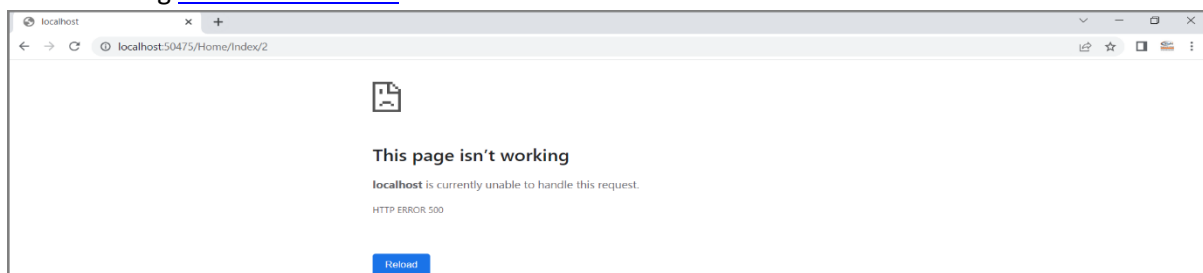 localhost
localhost:50475/Home/Index/2
This page isn't working
localhost is currently unable to handle this request.
HTTP ERROR 500
Reload